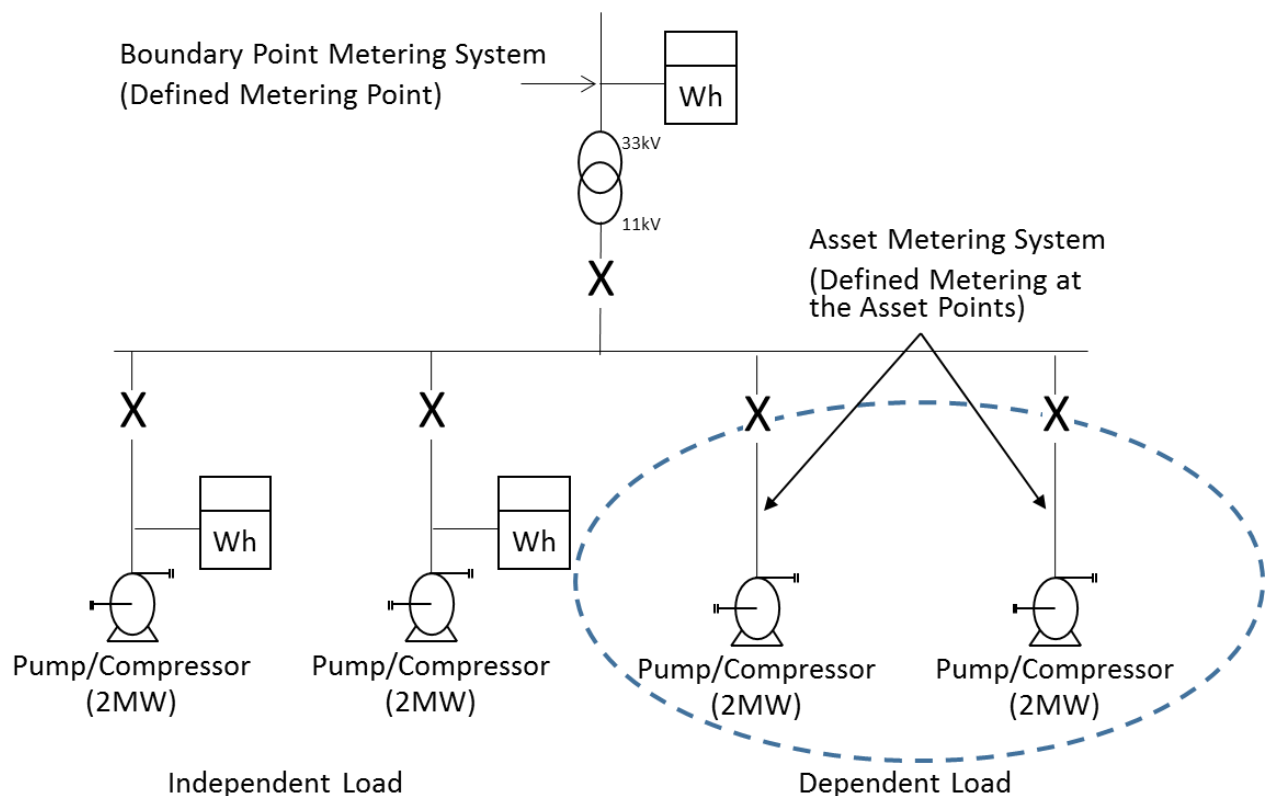 Boundary Point Metering System
(Defined Metering Point)
Wh
33kV
11kV
Asset Metering System
(Defined Metering at
the Asset Points)
X
X
X
X
X
Wh
Wh
Pump/Compressor
(2MW)
Pump/Compressor
(2MW)
Pump/Compressor
(2MW)
Pump/Compressor
(2MW)
Independent Load
Dependent Load